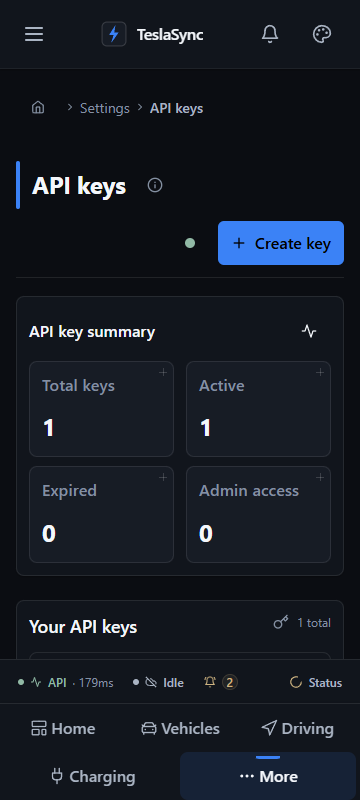 TeslaSync
Settings API keys
API keys
Create key
API key summary
Total keys
1
Active
1
Expired
0
Admin access
0
Your API keys
1 total
API · 179ms
Idle
2
Status
Home
Vehicles
Driving
Charging
More